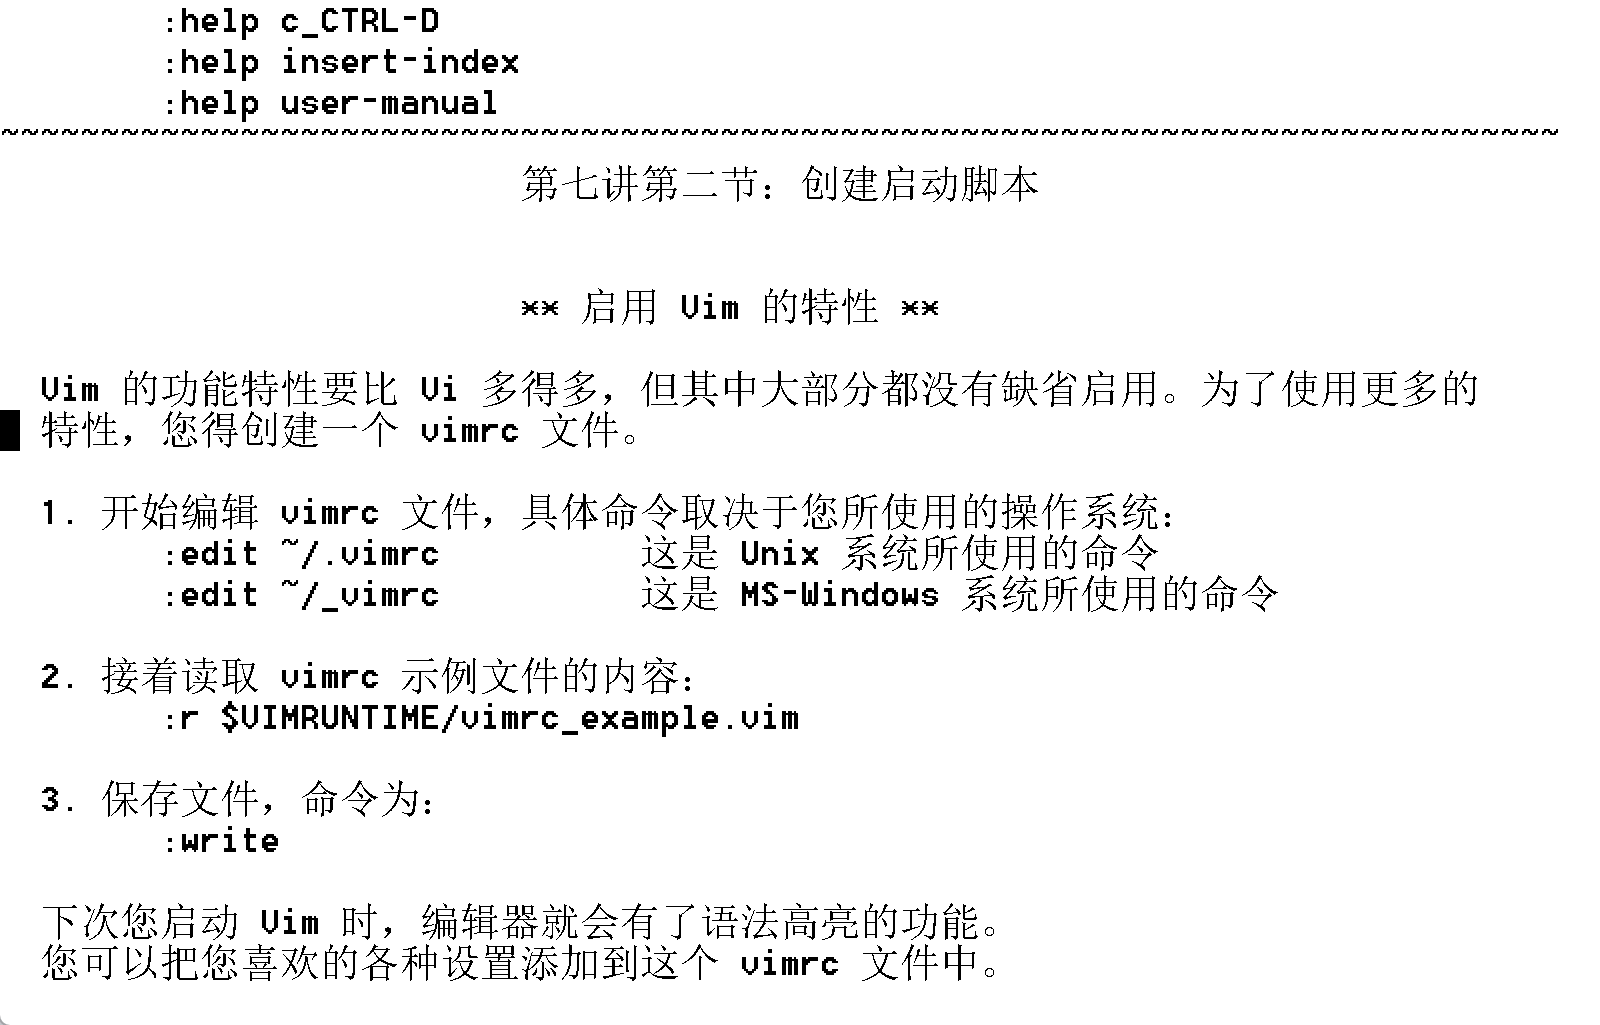 :help c_CTRL-D
:help insert-index
:help user-manual
~~~~~~~~~~~~~~~~~~~~~~~~~~~~~~~~~~~~~~~~~~~~~~~~~~~~~~~~~~~~~~~~~~~~~~~~~~~~~~
第七讲第二节：创建启动脚本
** 启用 Vim 的特性 **
Vim 的功能特性要比 Vi 多得多，但其中大部分都没有缺省启用。为了使用更多的
特性，您得创建一个 vimrc 文件。
1. 开始编辑 vimrc 文件，具体命令取决于您所使用的操作系统：
:edit ~/.vimrc 这是 Unix 系统所使用的命令
:edit ~/_vimrc 这是 MS-Windows 系统所使用的命令
2. 接着读取 vimrc 示例文件的内容：
:r $VIMRUNTIME/vimrc_example.vim
3. 保存文件，命令为：
:write
下次您启动 Vim 时，编辑器就会有了语法高亮的功能。
您可以把您喜欢的各种设置添加到这个 vimrc 文件中。